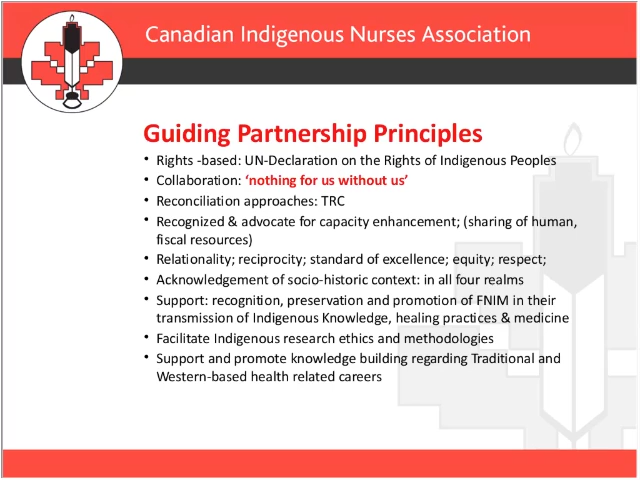 Canadian Indigenous Nurses Association
Guiding Partnership Principles
• Rights -based: UN-Declaration on the Rights of Indigenous Peoples
• Collaboration: ‘nothing for us without us’
• Reconciliation approaches: TRC
• Recognized & advocate for capacity enhancement; (sharing of human,
fiscal resources)
• Relationality; reciprocity; standard of excellence; equity; respect;
• Acknowledgement of socio-historic context: in all four realms
• Support: recognition, preservation and promotion of FNIM in their
transmission of Indigenous Knowledge, healing practices & medicine
• Facilitate Indigenous research ethics and methodologies
• Support and promote knowledge building regarding Traditional and
Western-based health related careers